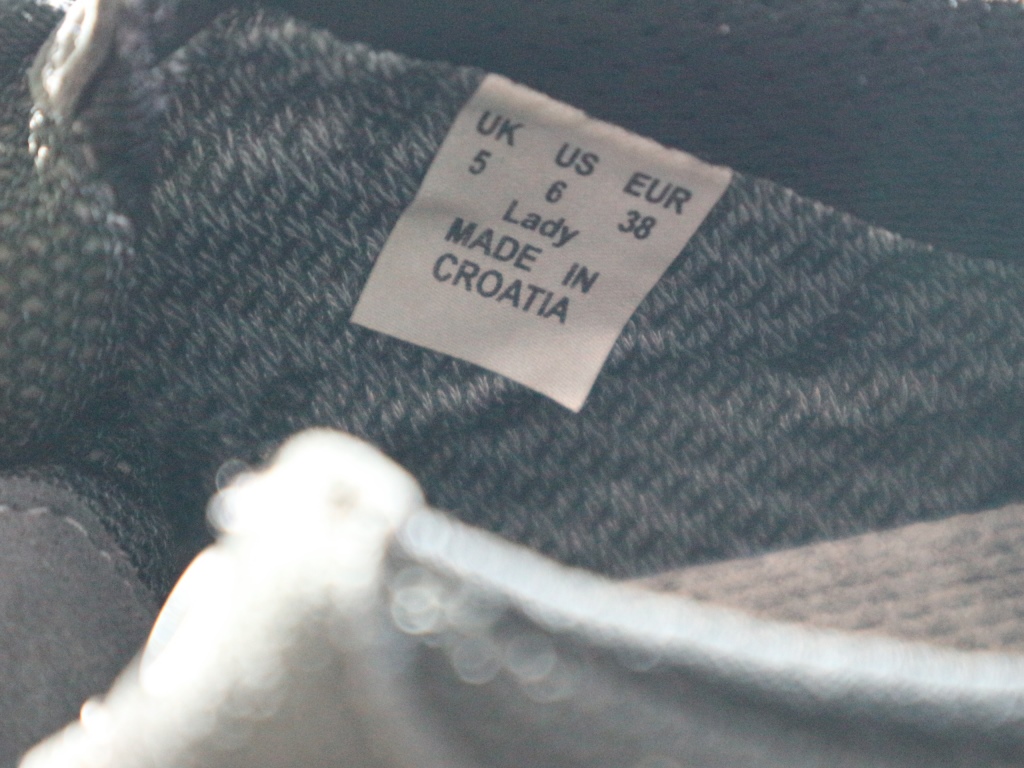 UK US EUR
5 6 38
Lady
MADE IN
CROATIA